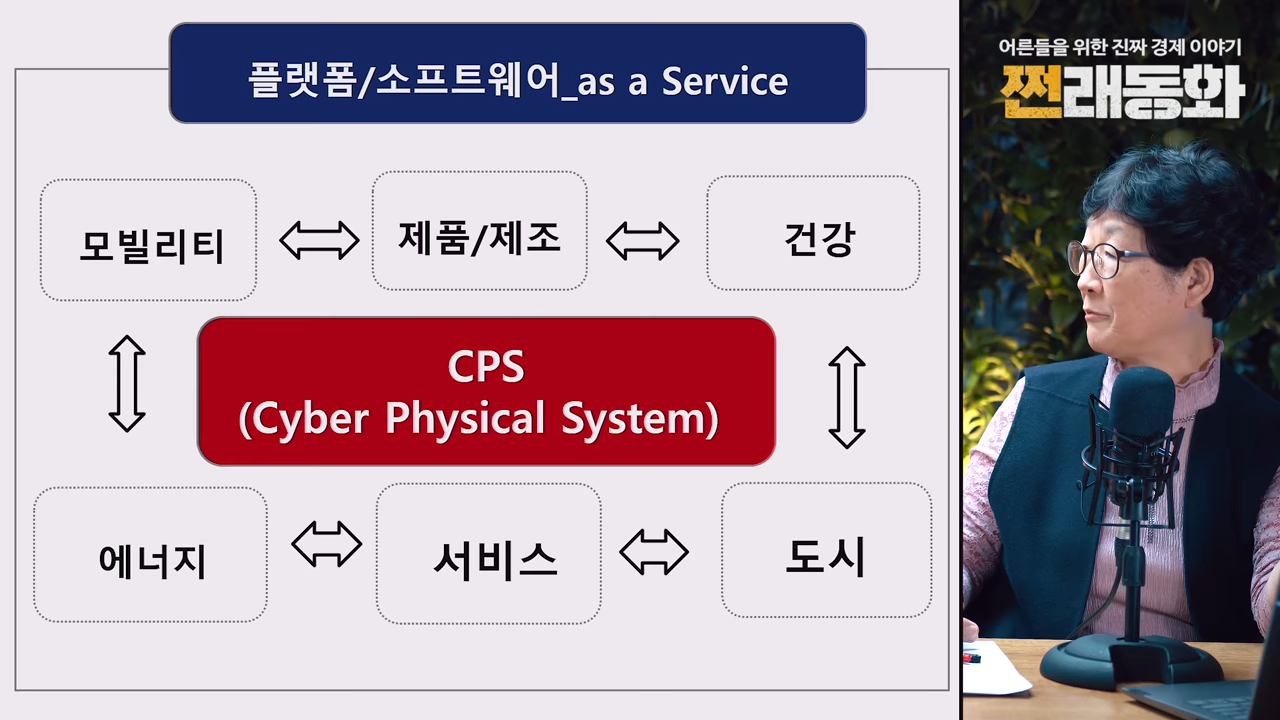 플랫폼/소프트웨어_as a Service
어른들을 위한 진짜 경제 이야기
쩐래동화
모빌리티
제품/제조
건강
CPS
(Cyber Physical System)
에너지
서비스
도시